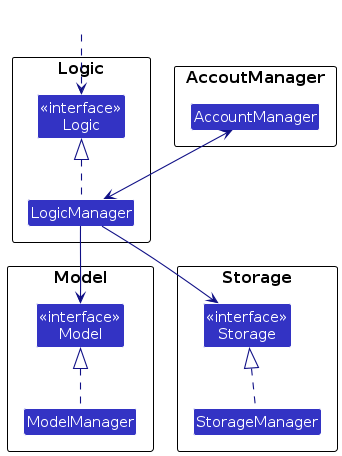 Logic
«interface»
Logic
LogicManager
AccoutManager
AccountManager
Model
«interface»
Model
ModelManager
Storage
«interface»
Storage
StorageManager